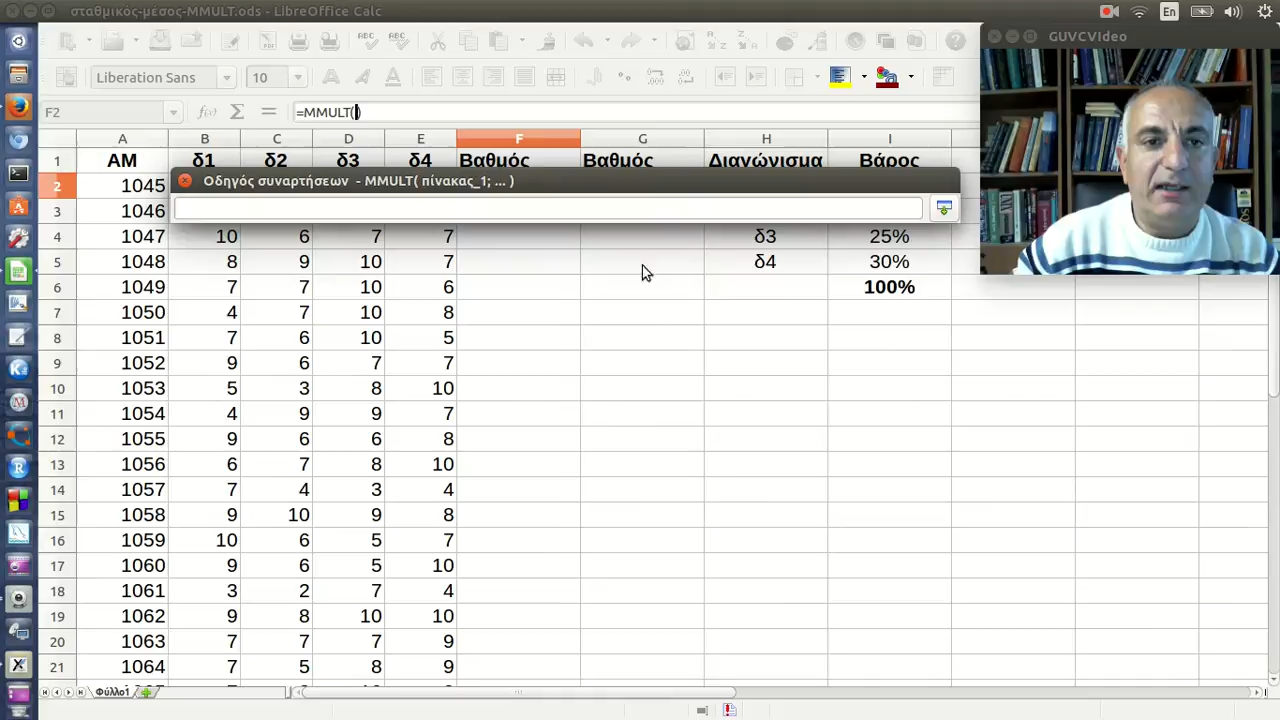 σταθμικός-μέσος-MMULT.ods - LibreOffice Calc
En
GUVCVIdeo
Liberation Sans 10
F2 =MMULT()
A B C D E F G H I
1 ΑΜ δ1 δ2 δ3 δ4 Βαθμός Βαθμός Διαγώνισμα Βάρος
Οδηγός συναρτήσεων - MMULT( πίνακας_1; ... )
2 1045
3 1046
4 1047 10 6 7 7 δ3 25%
5 1048 8 9 10 7 δ4 30%
6 1049 7 7 10 6 100%
7 1050 4 7 10 8
8 1051 7 6 10 5
9 1052 9 6 7 7
10 1053 5 3 8 10
11 1054 4 9 9 7
12 1055 9 6 6 8
13 1056 6 7 8 10
14 1057 7 4 3 4
15 1058 9 10 9 8
16 1059 10 6 5 7
17 1060 9 6 5 10
18 1061 3 2 7 4
19 1062 9 8 10 10
20 1063 7 7 7 9
21 1064 7 5 8 9
Φύλλο1